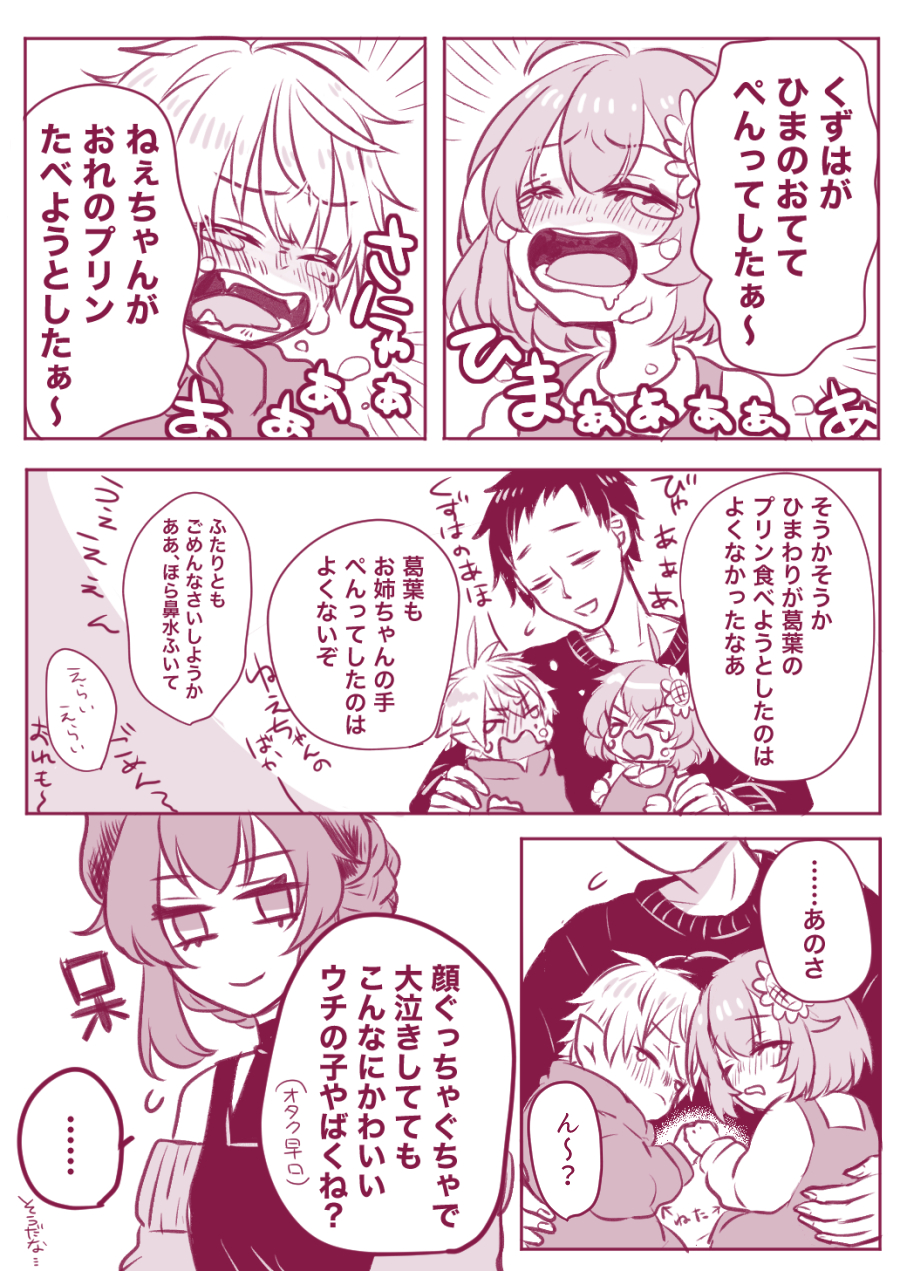 くずはが
ひまのおてて
ぺんってしたぁ～
ひまぁぁぁぁぁ
ねぇちゃんが
おれのプリン
たべようとしたぁ～
さにゃぁ
あぁぁ
そうかそうか
ひまわりが葛葉の
プリン食べようとしたのは
よくなかったなあ
びゃぁぁぁ
くずはのあほ
葛葉も
お姉ちゃんの手
ぺんってしたのは
よくないぞ
ねえちゃんの
ばか
ふたりとも
ごめんなさいしようか
ああ、ほら鼻水ふいて
ごめん～
えらい
えらい
おれも～
……あのさ
ん～？
ねた
顔ぐっちゃぐちゃで
大泣きしてても
こんなにかわいい
ウチの子やばくね？
（オタク早口）
呆
……
そうだな…